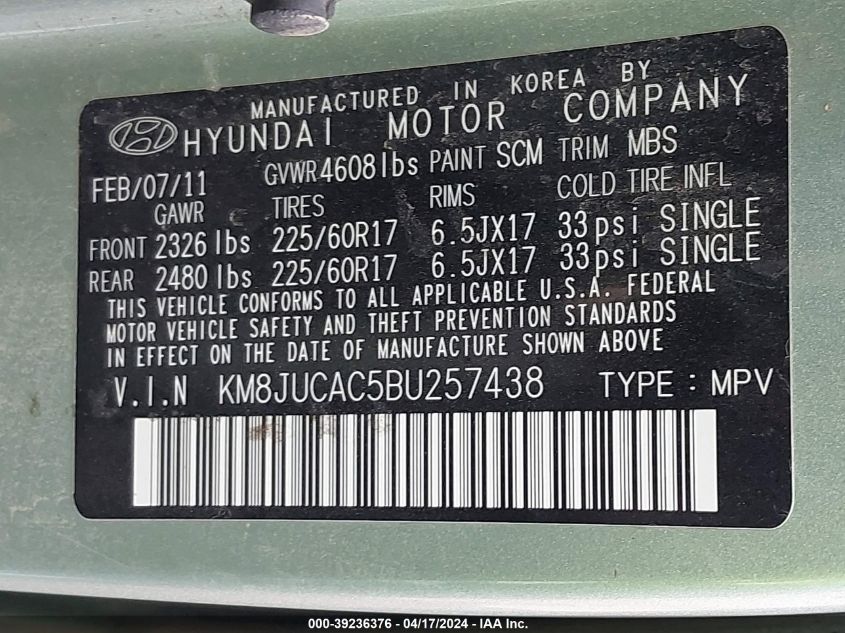 MANUFACTURED IN KOREA BY
HYUNDAI MOTOR COMPANY
FEB/07/11 GVWR4608lbs PAINT SCM TRIM MBS
GAWR TIRES RIMS COLD TIRE INFL
FRONT 2326 lbs 225/60R17 6.5JX17 33psi SINGLE
REAR 2480 lbs 225/60R17 6.5JX17 33psi SINGLE
THIS VEHICLE CONFORMS TO ALL APPLICABLE U.S.A. FEDERAL
MOTOR VEHICLE SAFETY AND THEFT PREVENTION STANDARDS
IN EFFECT ON THE DATE OF MANUFACTURE SHOWN ABOVE
V.I.N KM8JUCAC5BU257438 TYPE : MPV
000-39236376 - 04/17/2024 - IAA Inc.